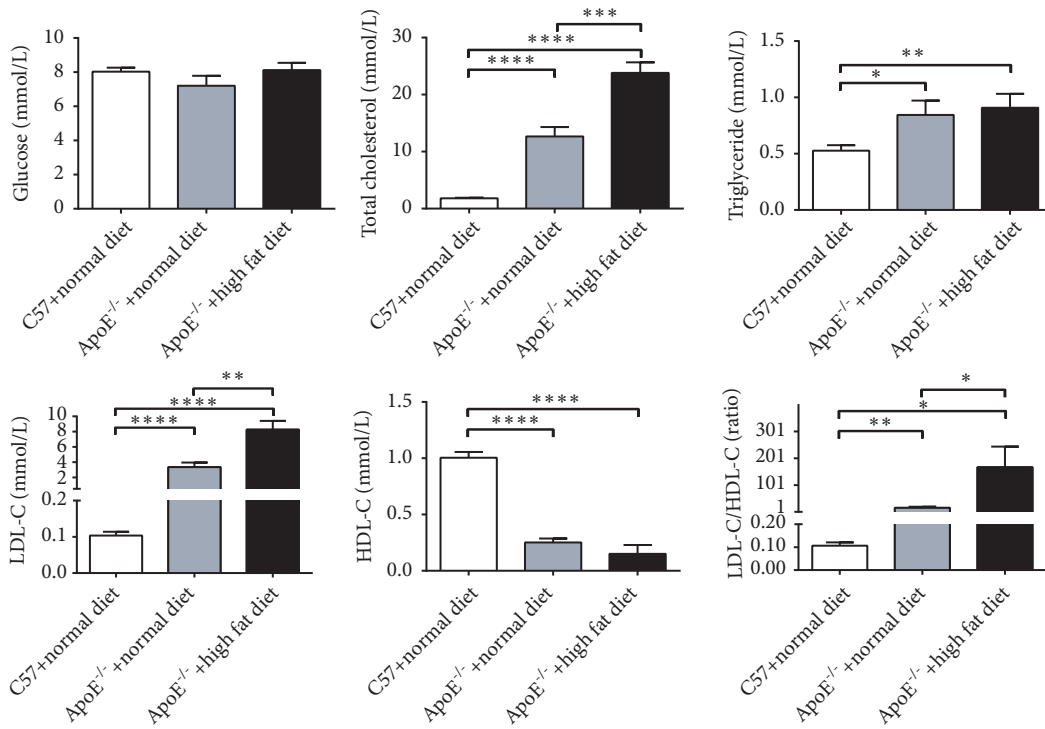 Glucose (mmol/L)
10
8
6
4
2
0
C57+normal diet
ApoE-/-+normal diet
ApoE-/-+high fat diet
Total cholesterol (mmol/L)
30
20
10
0
***
****
****
C57+normal diet
ApoE-/-+normal diet
ApoE-/-+high fat diet
Triglyceride (mmol/L)
1.5
1.0
0.5
0.0
**
*
C57+normal diet
ApoE-/-+normal diet
ApoE-/-+high fat diet
LDL-C (mmol/L)
10
8
6
4
2
0.2
0.1
0.0
**
****
****
C57+normal diet
ApoE-/-+normal diet
ApoE-/-+high fat diet
HDL-C (mmol/L)
1.5
1.0
0.5
0.0
****
****
C57+normal diet
ApoE-/-+normal diet
ApoE-/-+high fat diet
LDL-C/HDL-C (ratio)
301
201
101
1
0.20
0.10
0.00
*
*
**
C57+normal diet
ApoE-/-+normal diet
ApoE-/-+high fat diet